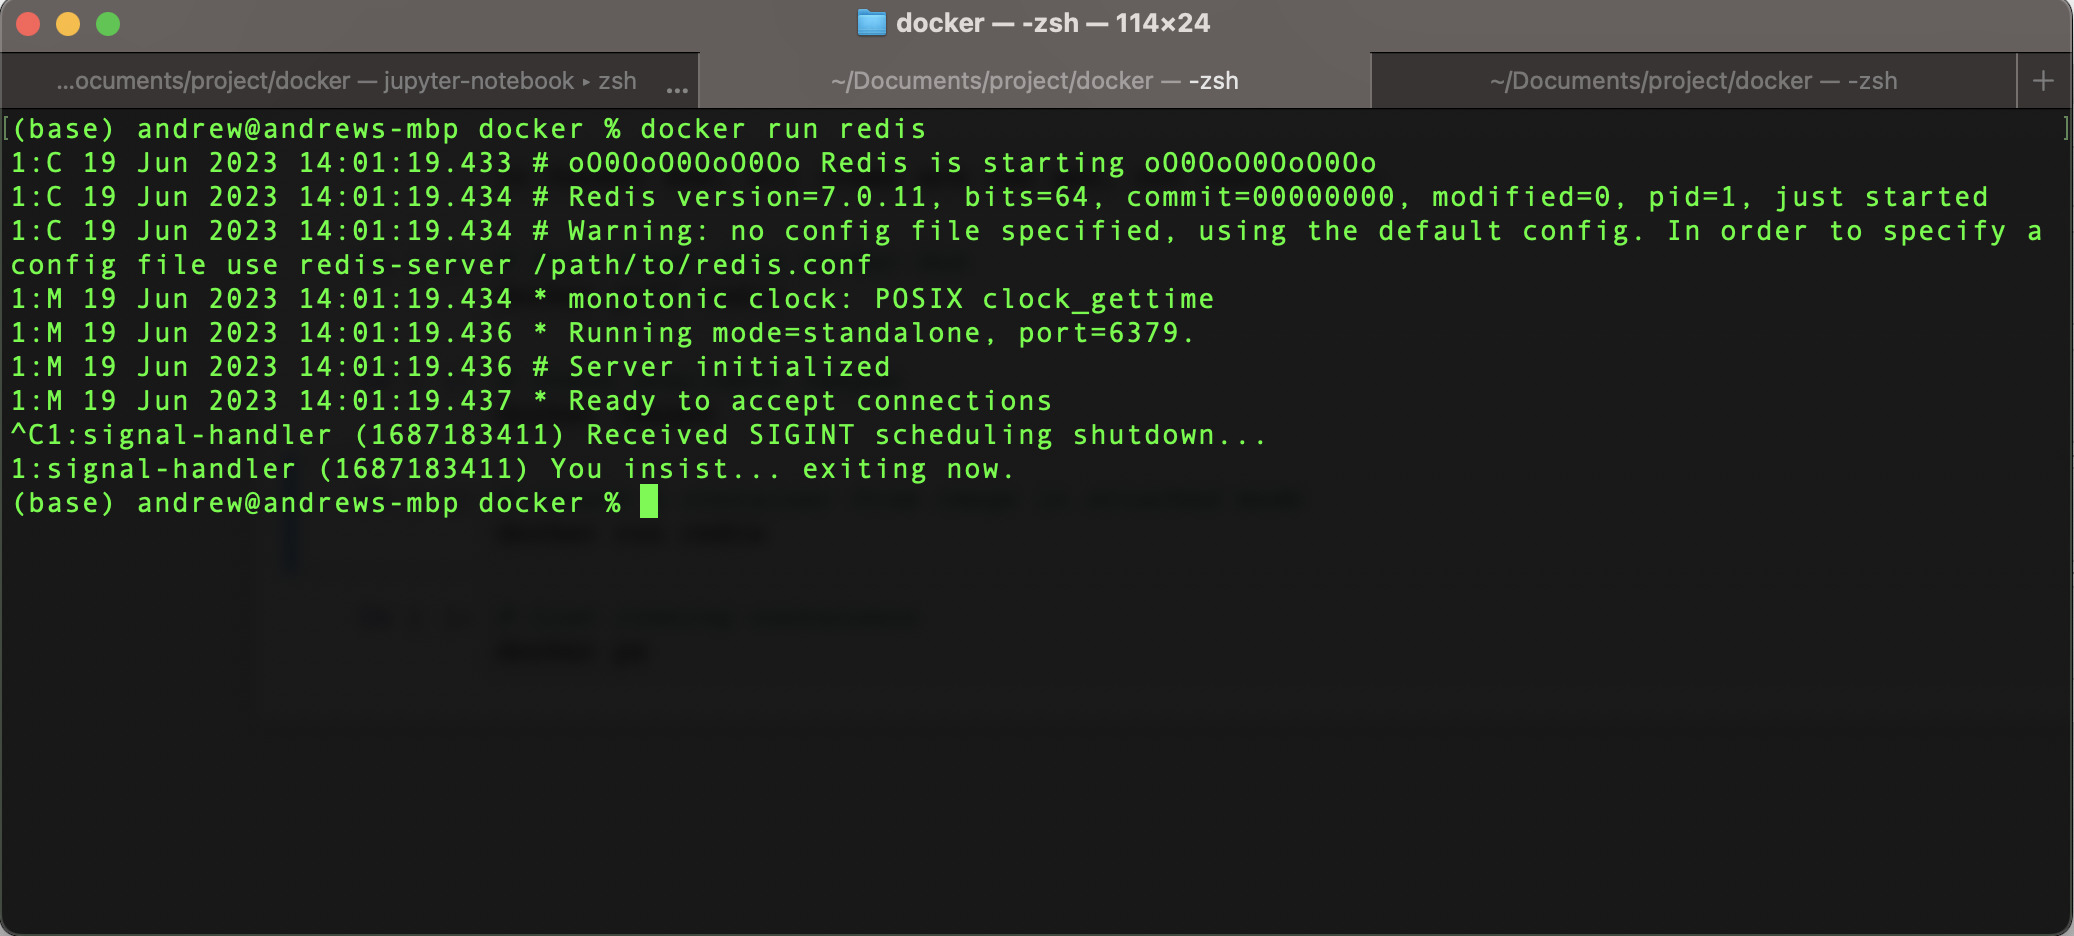 docker — -zsh — 114×24
...ocuments/project/docker — jupyter-notebook ▸ zsh ...
~/Documents/project/docker — -zsh
~/Documents/project/docker — -zsh
+
[(base) andrew@andrews-mbp docker % docker run redis ]
1:C 19 Jun 2023 14:01:19.433 # oO0OoO0OoO0Oo Redis is starting oO0OoO0OoO0Oo
1:C 19 Jun 2023 14:01:19.434 # Redis version=7.0.11, bits=64, commit=00000000, modified=0, pid=1, just started
1:C 19 Jun 2023 14:01:19.434 # Warning: no config file specified, using the default config. In order to specify a
config file use redis-server /path/to/redis.conf
1:M 19 Jun 2023 14:01:19.434 * monotonic clock: POSIX clock_gettime
1:M 19 Jun 2023 14:01:19.436 * Running mode=standalone, port=6379.
1:M 19 Jun 2023 14:01:19.436 # Server initialized
1:M 19 Jun 2023 14:01:19.437 * Ready to accept connections
^C1:signal-handler (1687183411) Received SIGINT scheduling shutdown...
1:signal-handler (1687183411) You insist... exiting now.
(base) andrew@andrews-mbp docker %